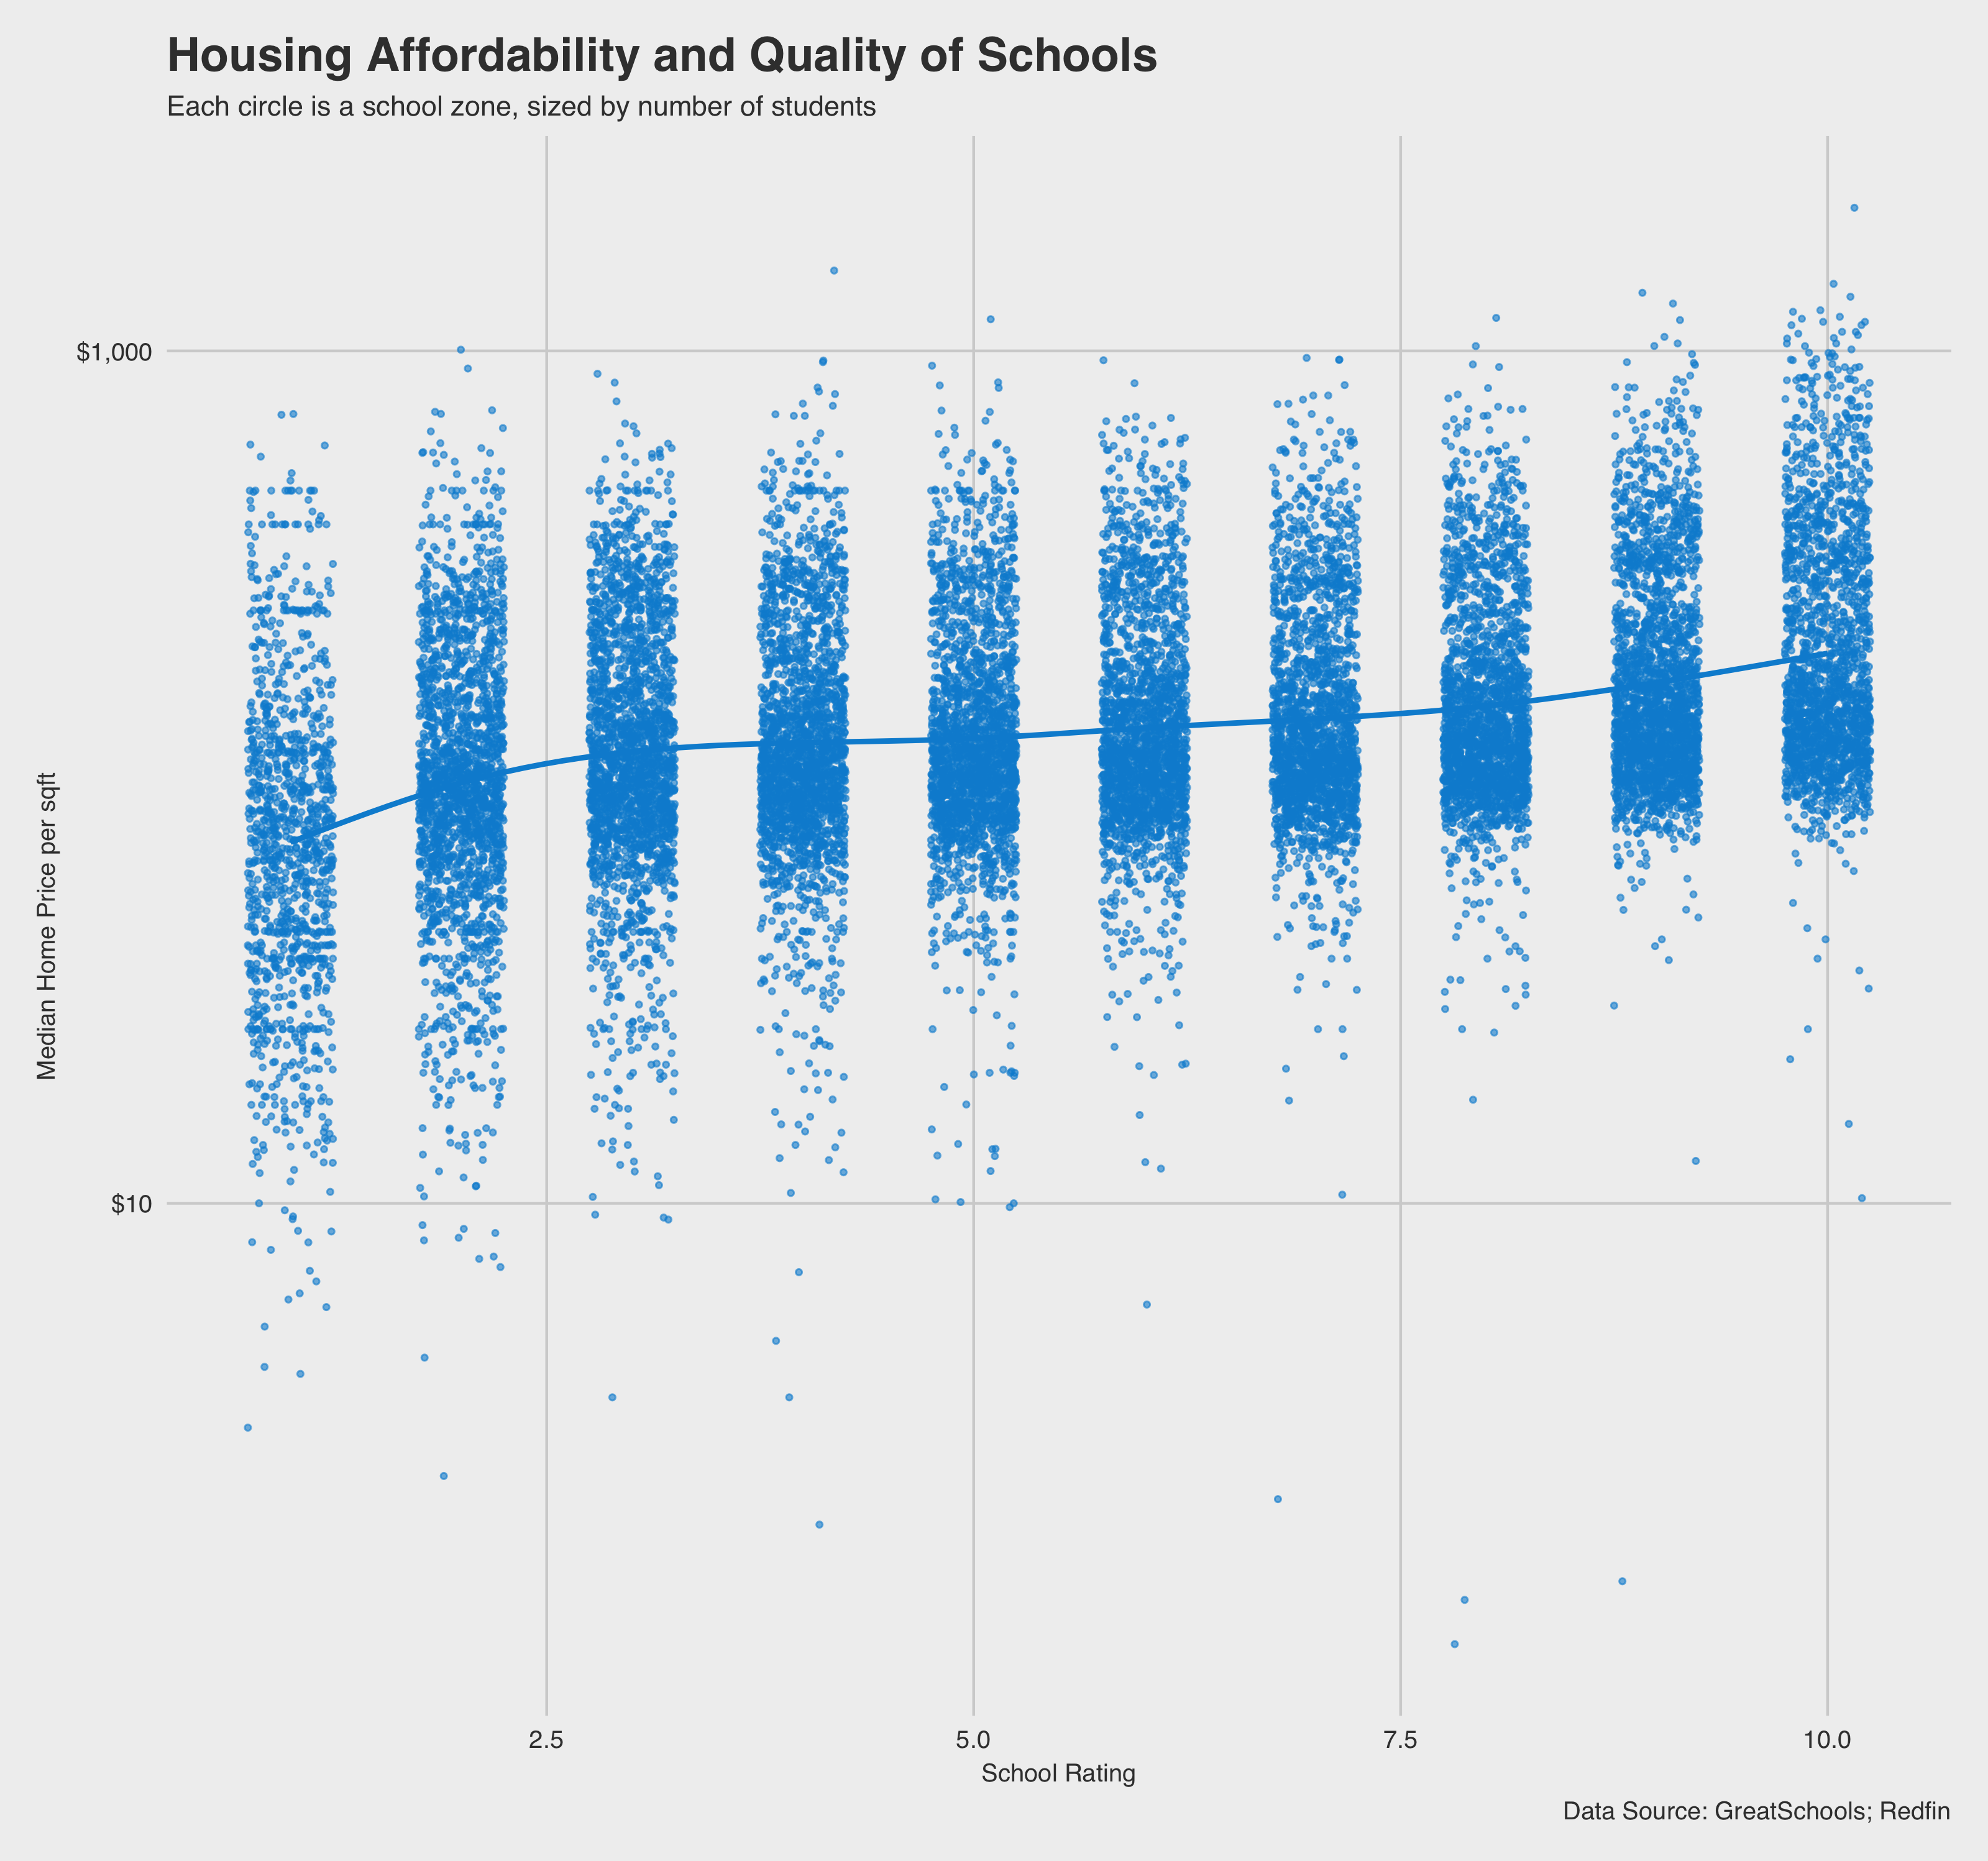 Housing Affordability and Quality of Schools
Each circle is a school zone, sized by number of students
Median Home Price per sqft
$1,000
$10
2.5
5.0
7.5
10.0
School Rating
Data Source: GreatSchools; Redfin